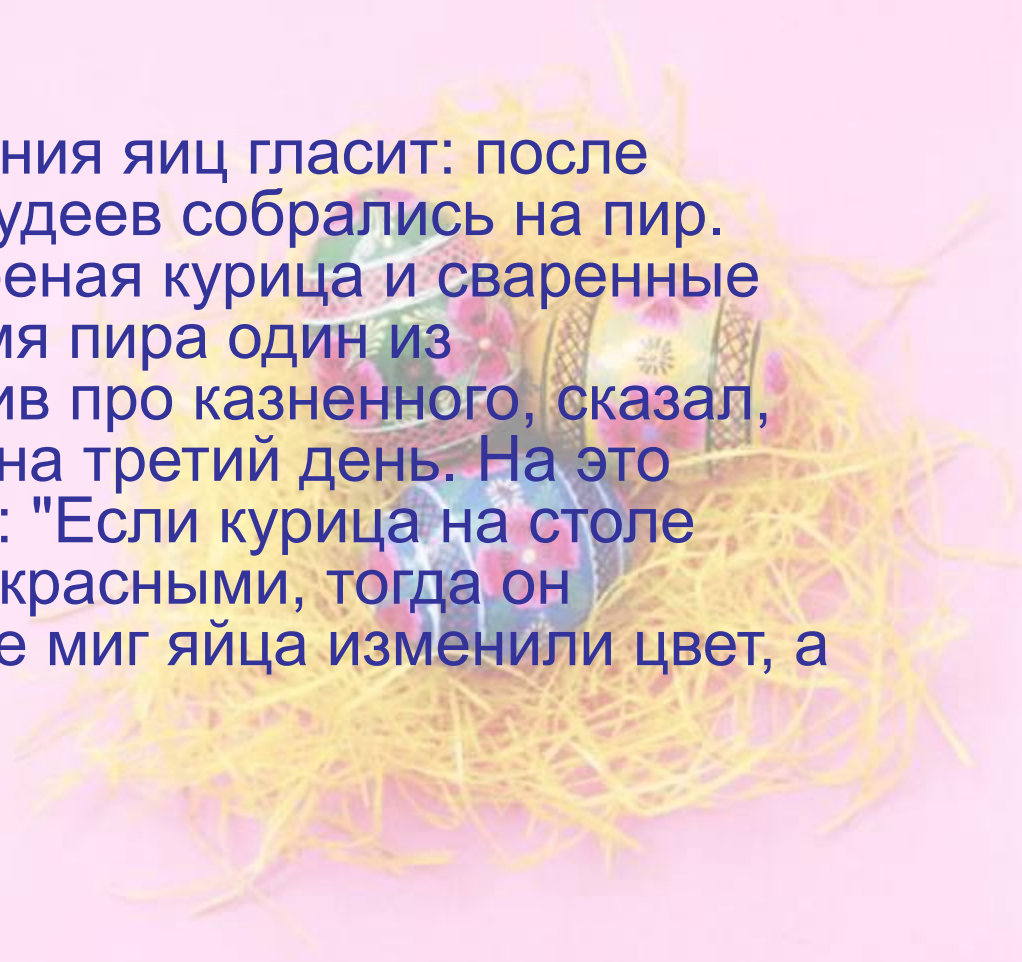 ния яиц гласит: после
удеев собрались на пир.
еная курица и сваренные
мя пира один из
ив про казненного, сказал,
на третий день. На это
: "Если курица на столе
красными, тогда он
е миг яйца изменили цвет, а